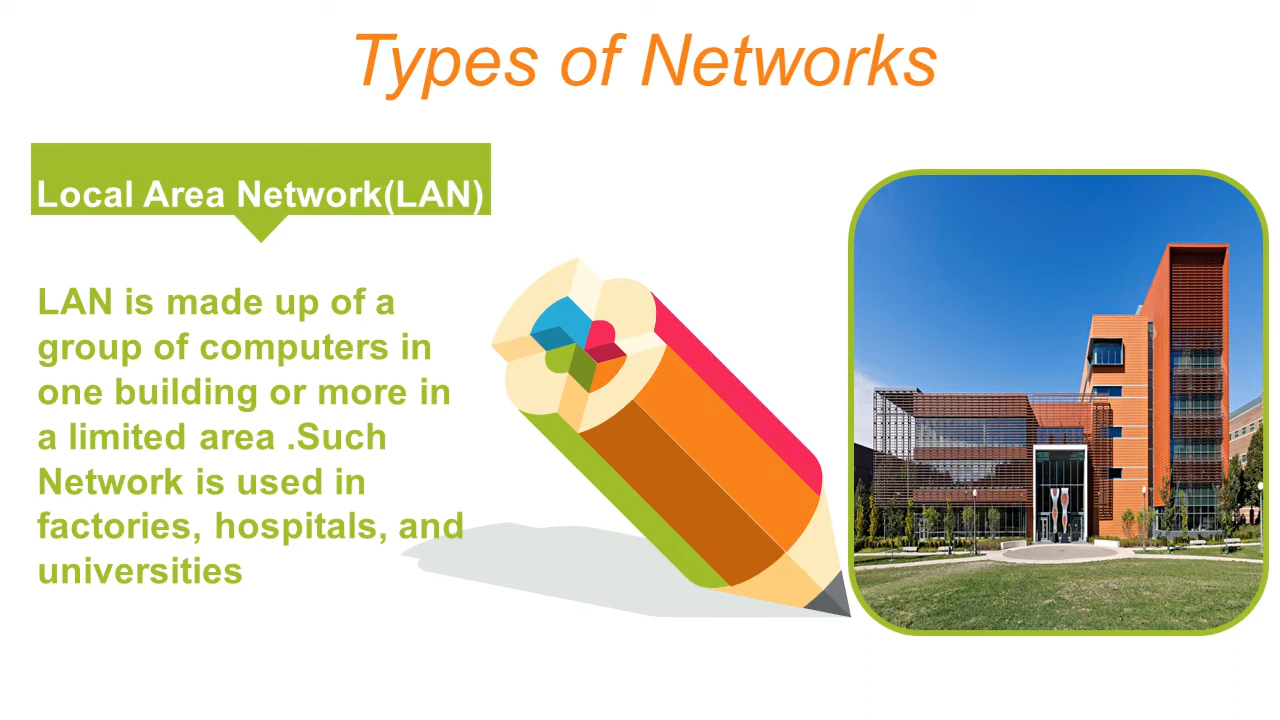 Types of Networks
Local Area Network(LAN)
LAN is made up of a
group of computers in
one building or more in
a limited area .Such
Network is used in
factories, hospitals, and
universities